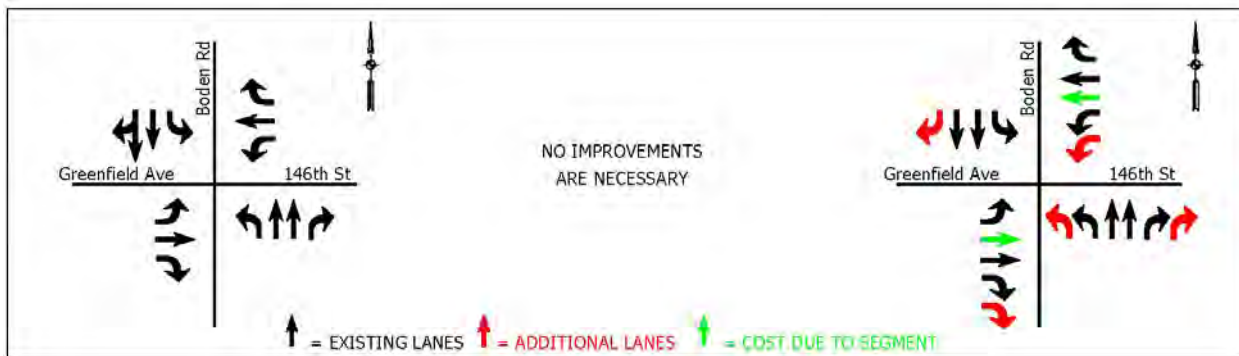 Boden Rd
Greenfield Ave
146th St
NO IMPROVEMENTS
ARE NECESSARY
Boden Rd
Greenfield Ave
146th St
= EXISTING LANES
= ADDITIONAL LANES
= COST DUE TO SEGMENT